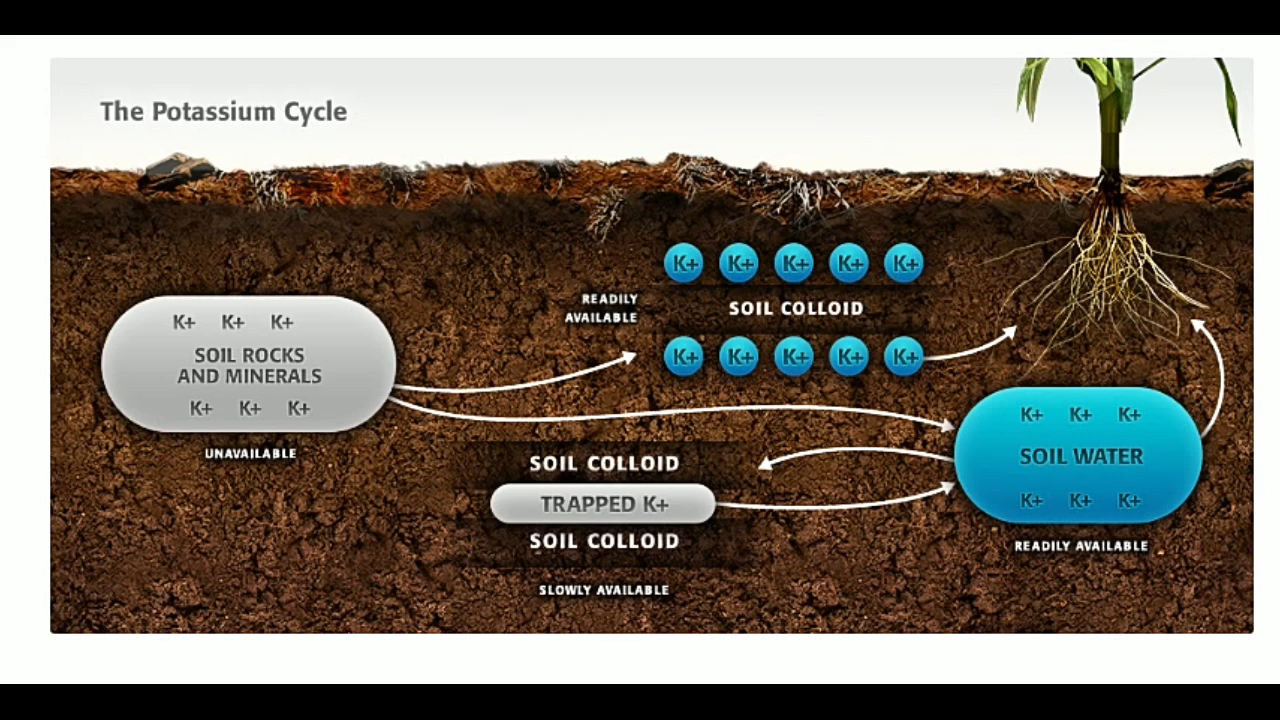 The Potassium Cycle
K+ K+ K+ K+ K+
READILY
AVAILABLE
SOIL COLLOID
K+ K+ K+ K+ K+
K+ K+ K+
SOIL ROCKS
AND MINERALS
K+ K+ K+
UNAVAILABLE
SOIL COLLOID
TRAPPED K+
SOIL COLLOID
SLOWLY AVAILABLE
K+ K+ K+
SOIL WATER
K+ K+ K+
READILY AVAILABLE